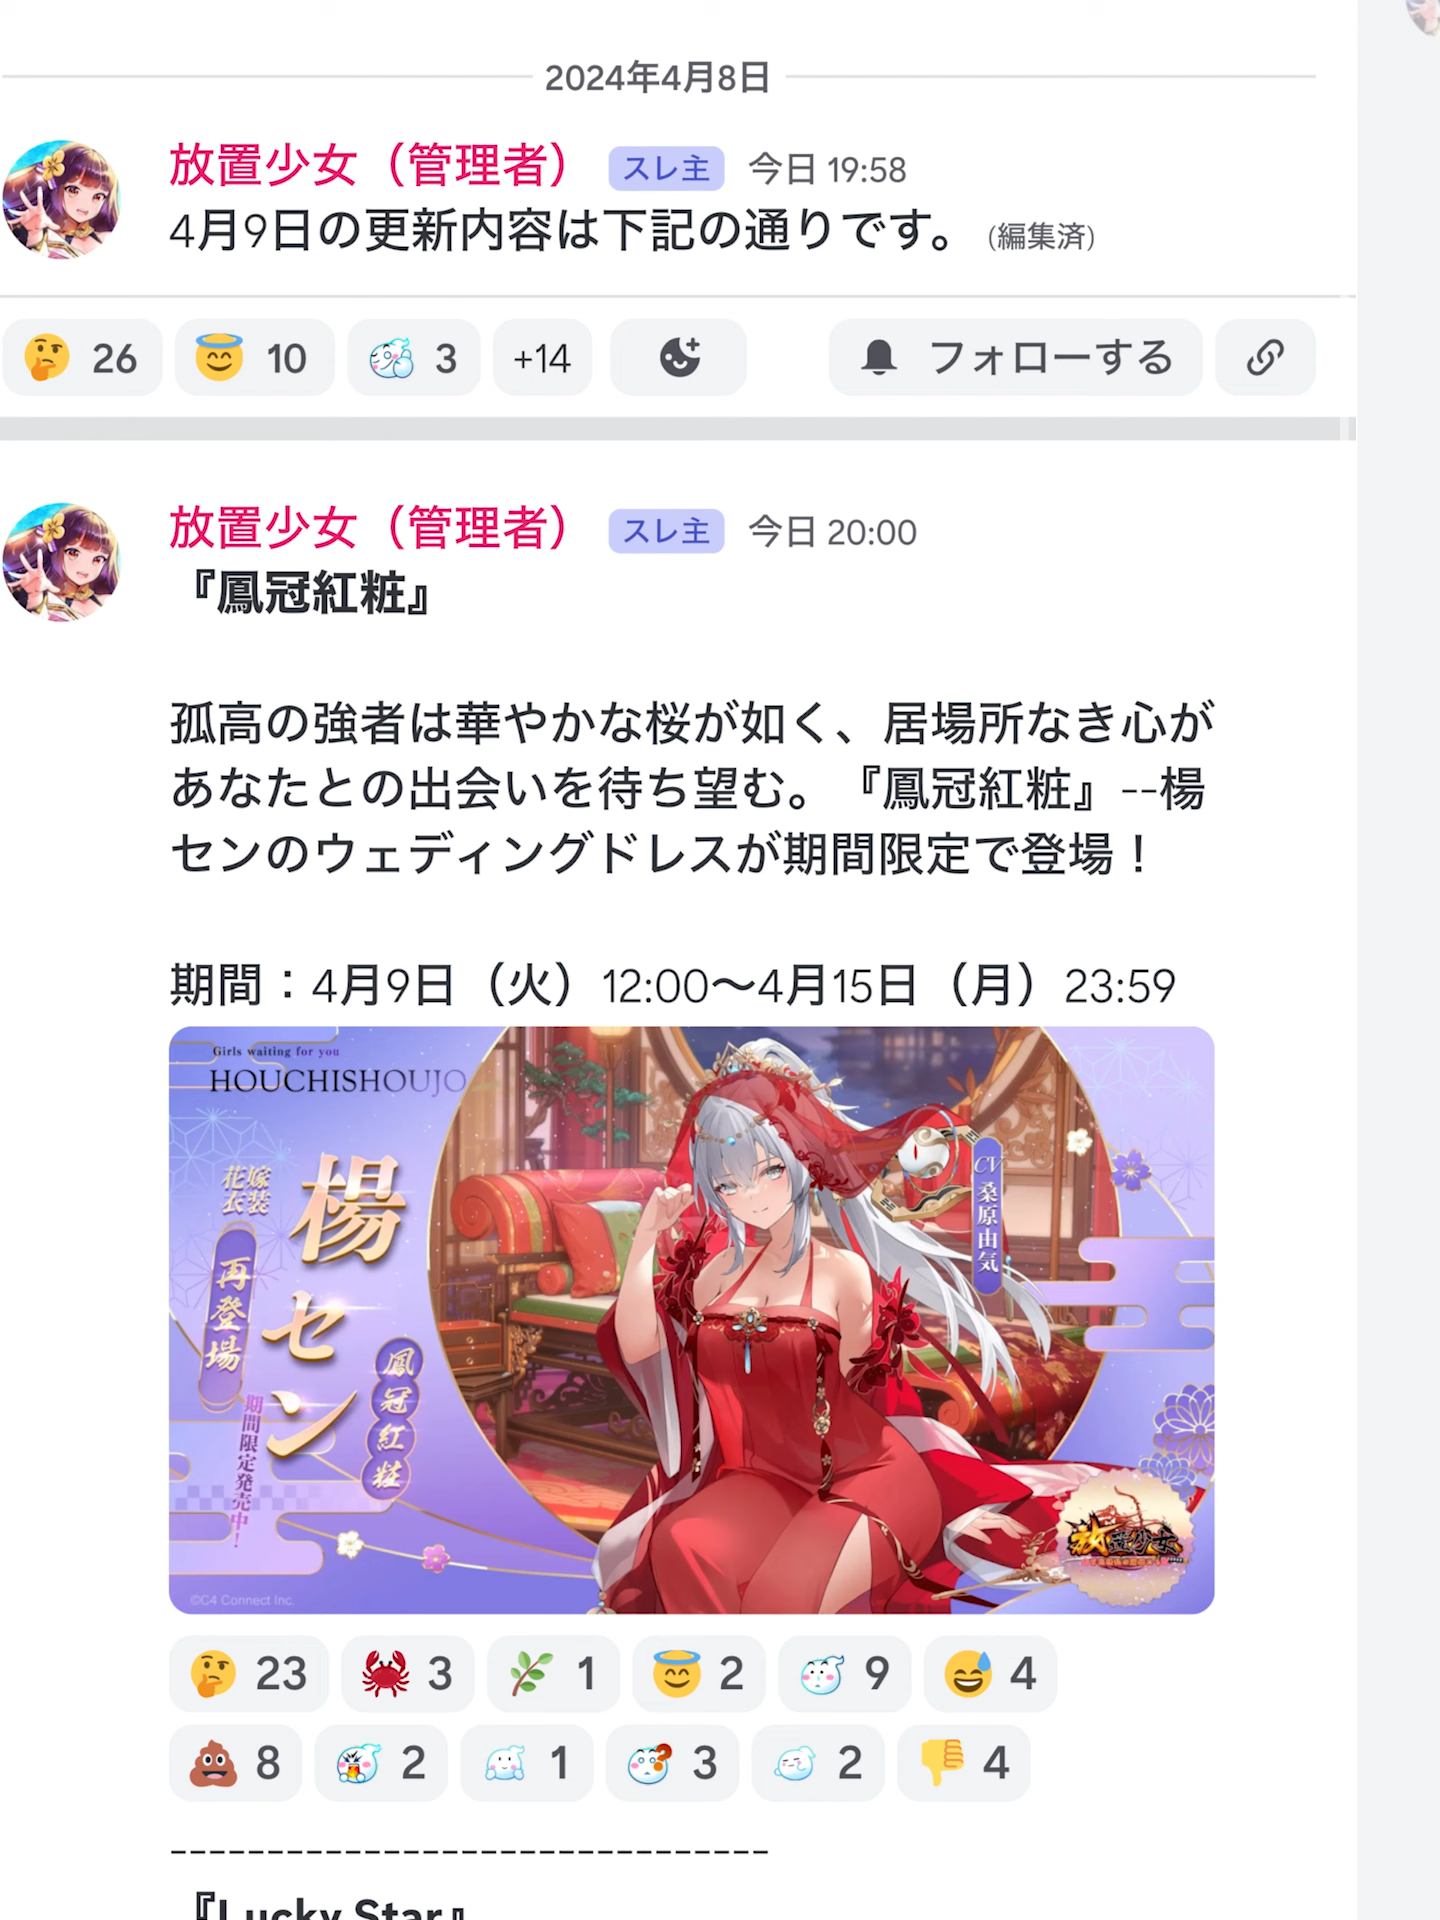 2024年4月8日
放置少女（管理者） スレ主 今日 19:58
4月9日の更新内容は下記の通りです。 (編集済)
26 10 3 +14 フォローする
放置少女（管理者） スレ主 今日 20:00
『鳳冠紅粧』
孤高の強者は華やかな桜が如く、居場所なき心が
あなたとの出会いを待ち望む。『鳳冠紅粧』--楊
センのウェディングドレスが期間限定で登場！
期間：4月9日（火）12:00～4月15日（月）23:59
Girls waiting for you
HOUCHISHOUJO
嫁装
花衣
楊セン
再登場
鳳冠紅粧
期間限定発売中！
CV 桑原由気
放置少女
©C4 Connect Inc.
23 3 1 2 9 4
8 2 1 3 2 4
-------------------------------
『Lucky Star』